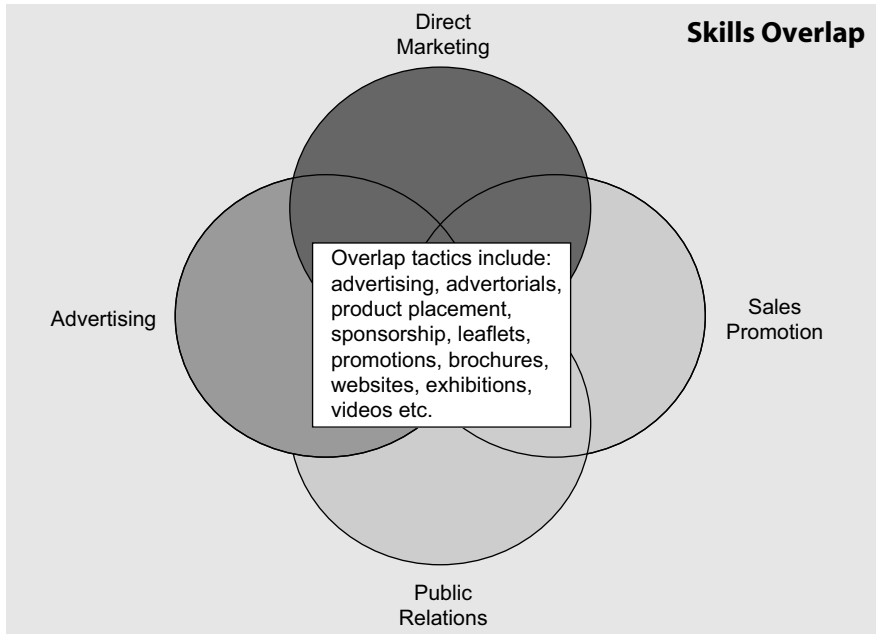 Skills Overlap
Direct
Marketing
Advertising
Overlap tactics include:
advertising, advertorials,
product placement,
sponsorship, leaflets,
promotions, brochures,
websites, exhibitions,
videos etc.
Sales
Promotion
Public
Relations